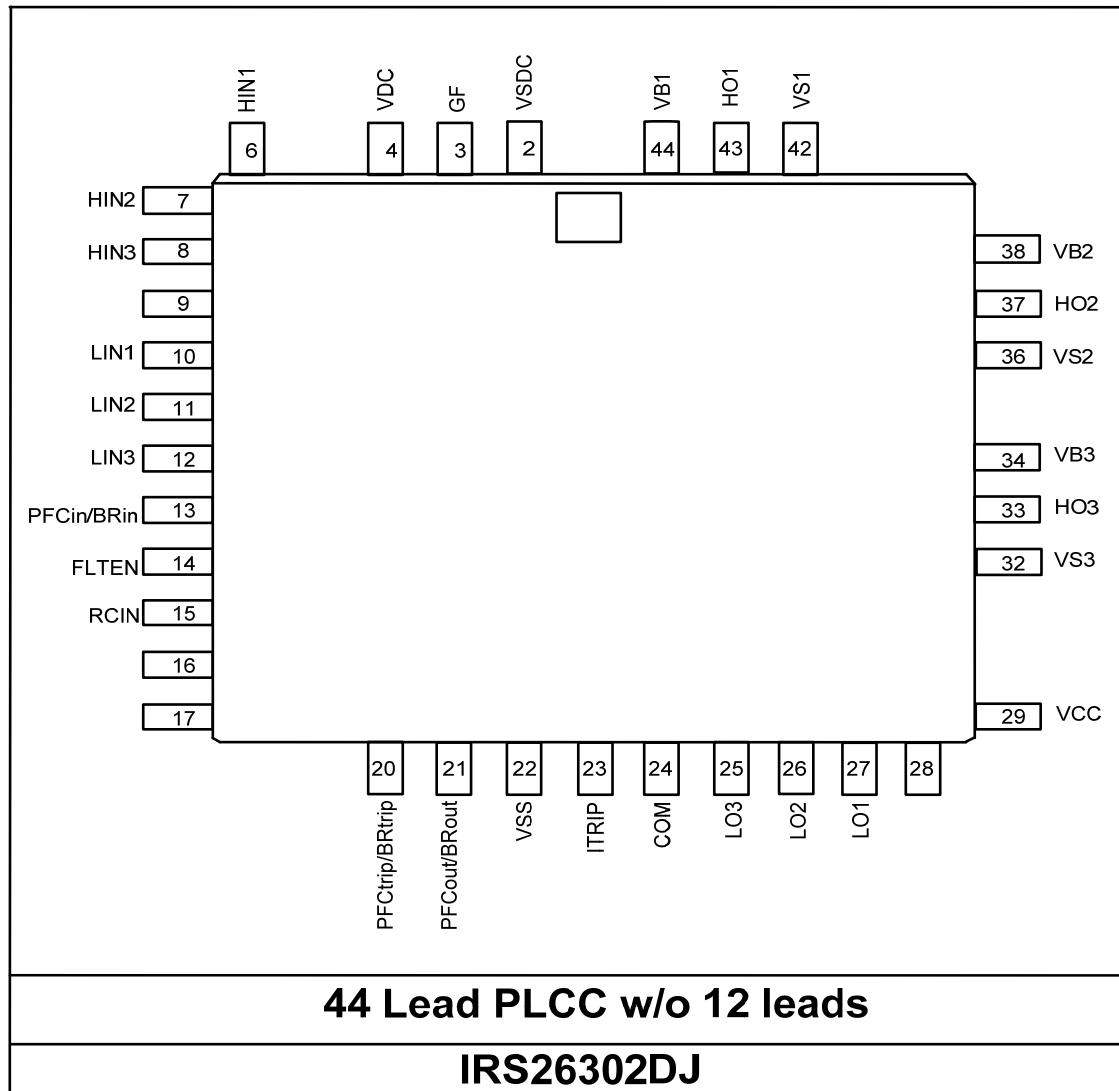 HIN1
VDC
GF
VSDC
VB1
HO1
VS1
6
4
3
2
44
43
42
HIN2 7
HIN3 8
9
LIN1 10
LIN2 11
LIN3 12
PFCin/BRin 13
FLTEN 14
RCIN 15
16
17
38 VB2
37 HO2
36 VS2
34 VB3
33 HO3
32 VS3
29 VCC
20
21
22
23
24
25
26
27
28
PFCtrip/BRtrip
PFCout/BRout
VSS
ITRIP
COM
LO3
LO2
LO1
44 Lead PLCC w/o 12 leads
IRS26302DJ